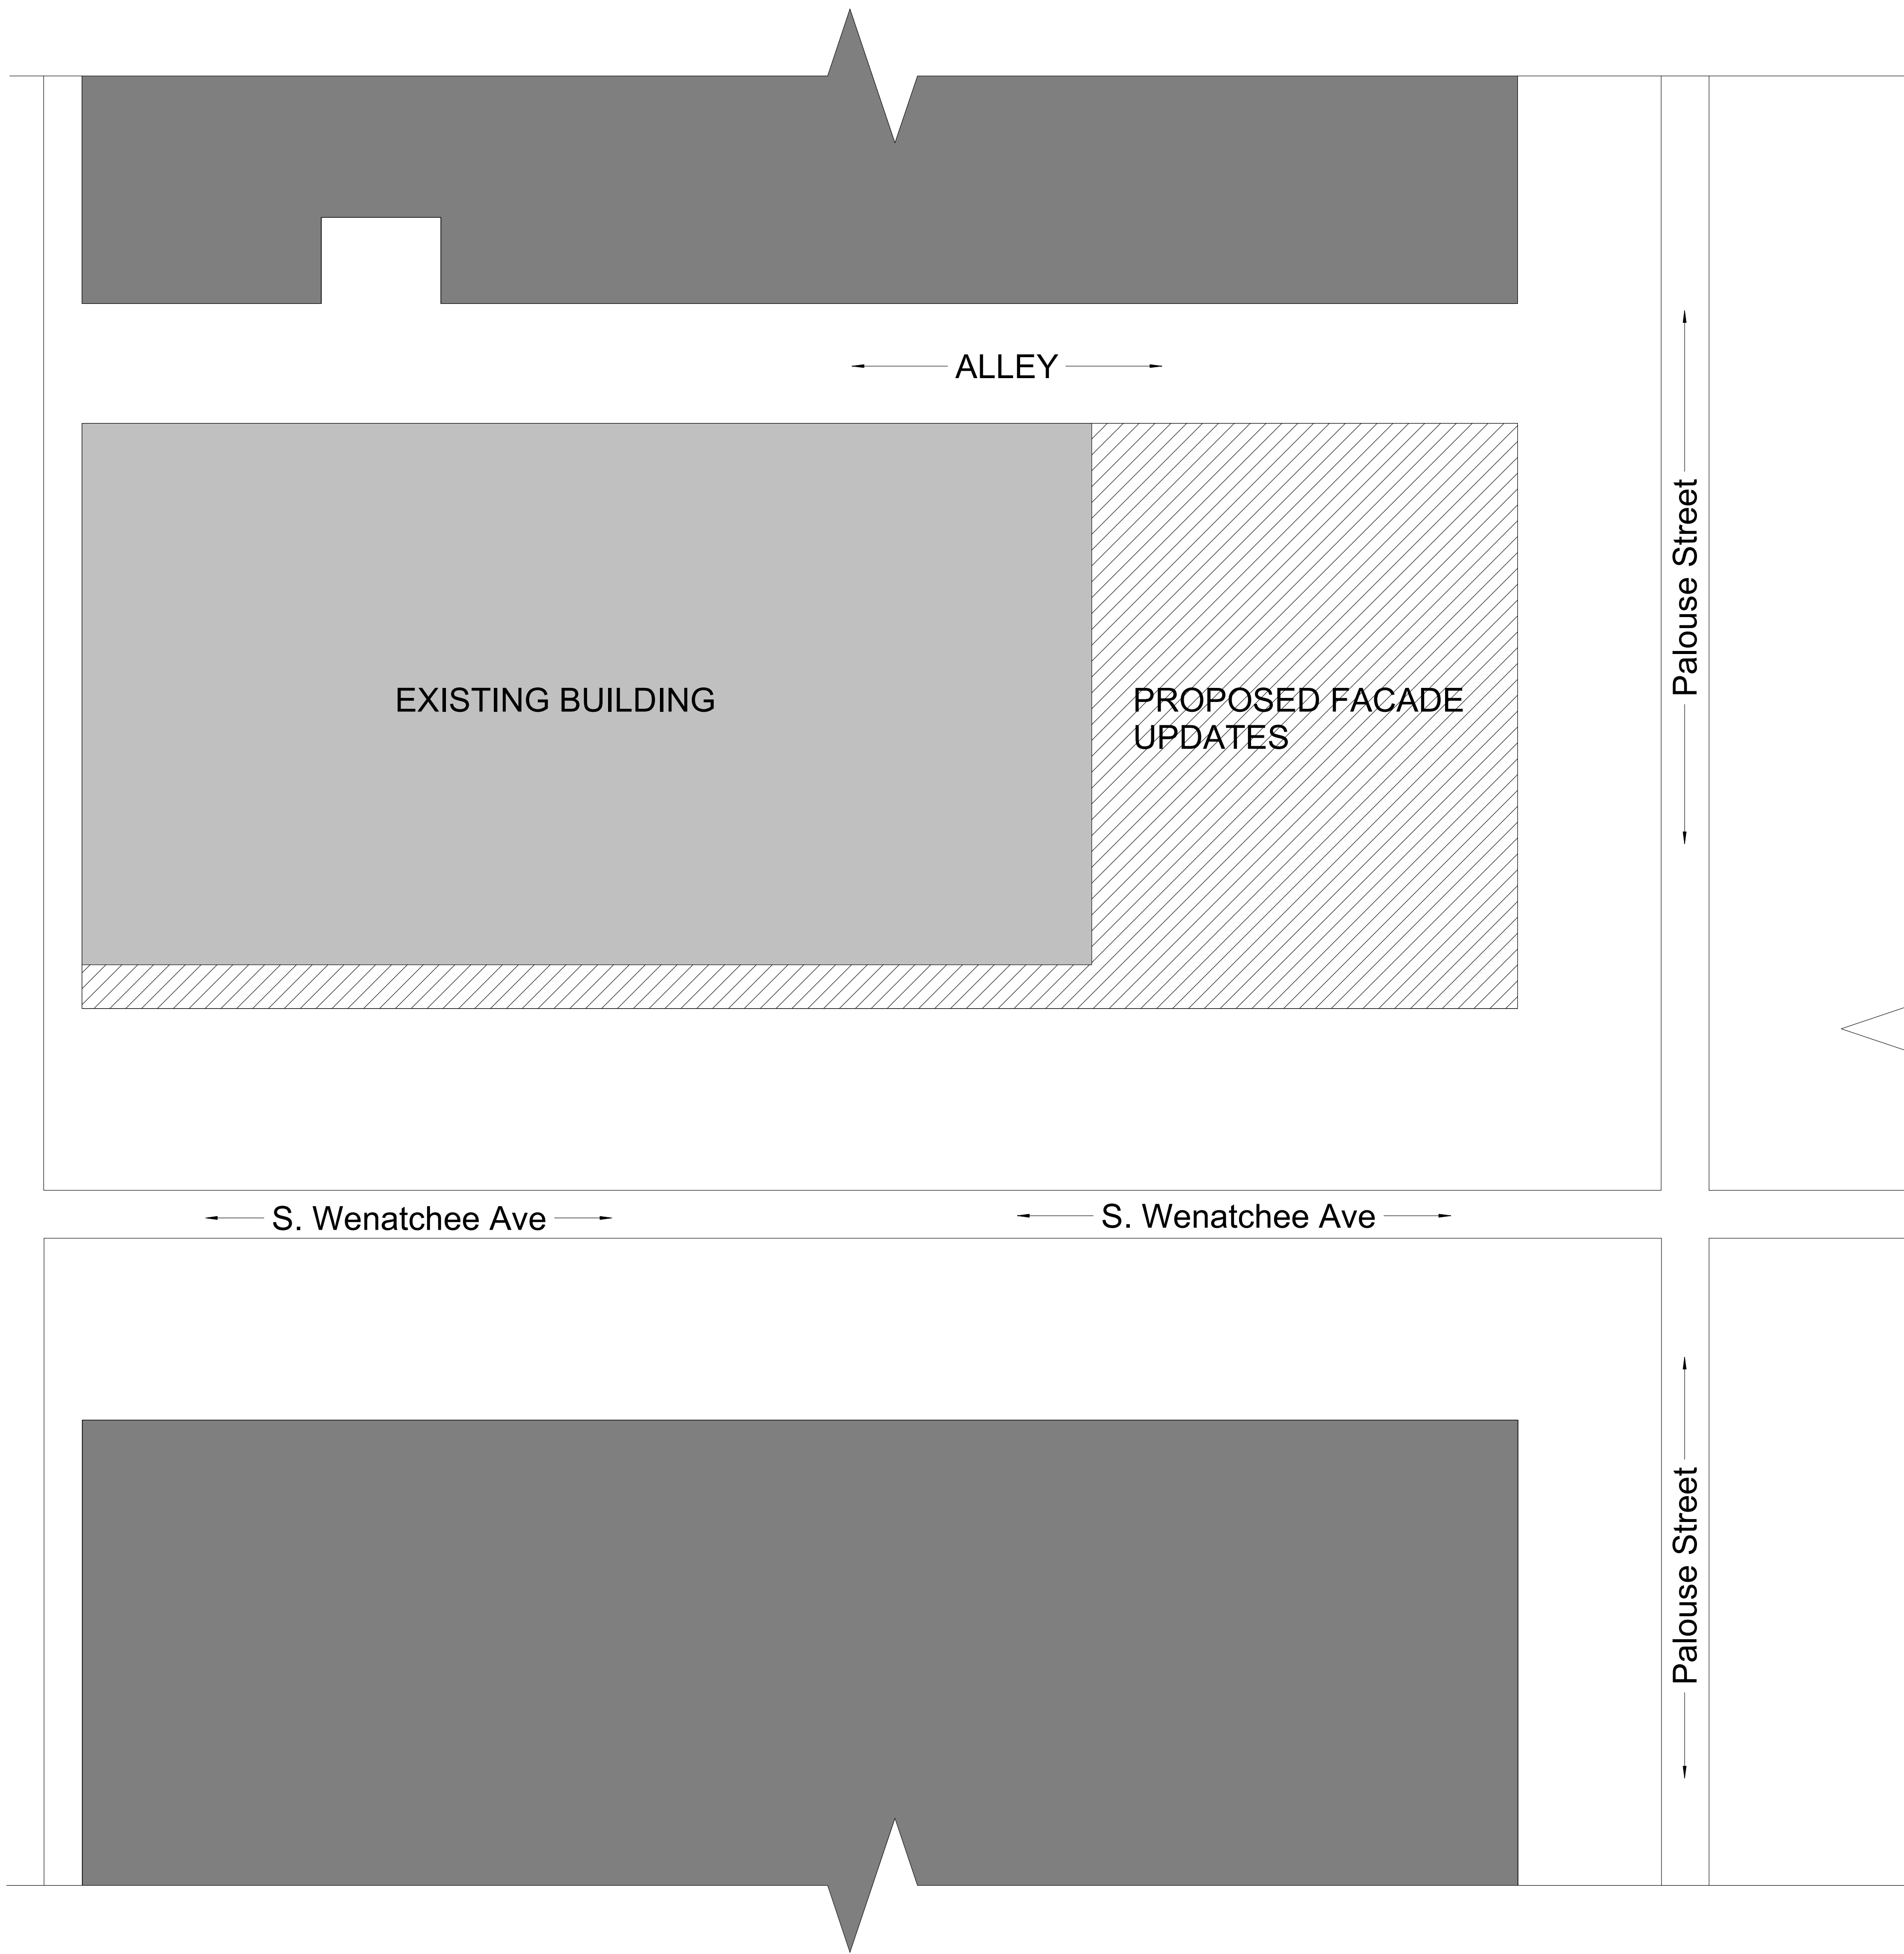 ALLEY
Palouse Street
EXISTING BUILDING
PROPOSED FACADE
UPDATES
S. Wenatchee Ave
S. Wenatchee Ave
Palouse Street